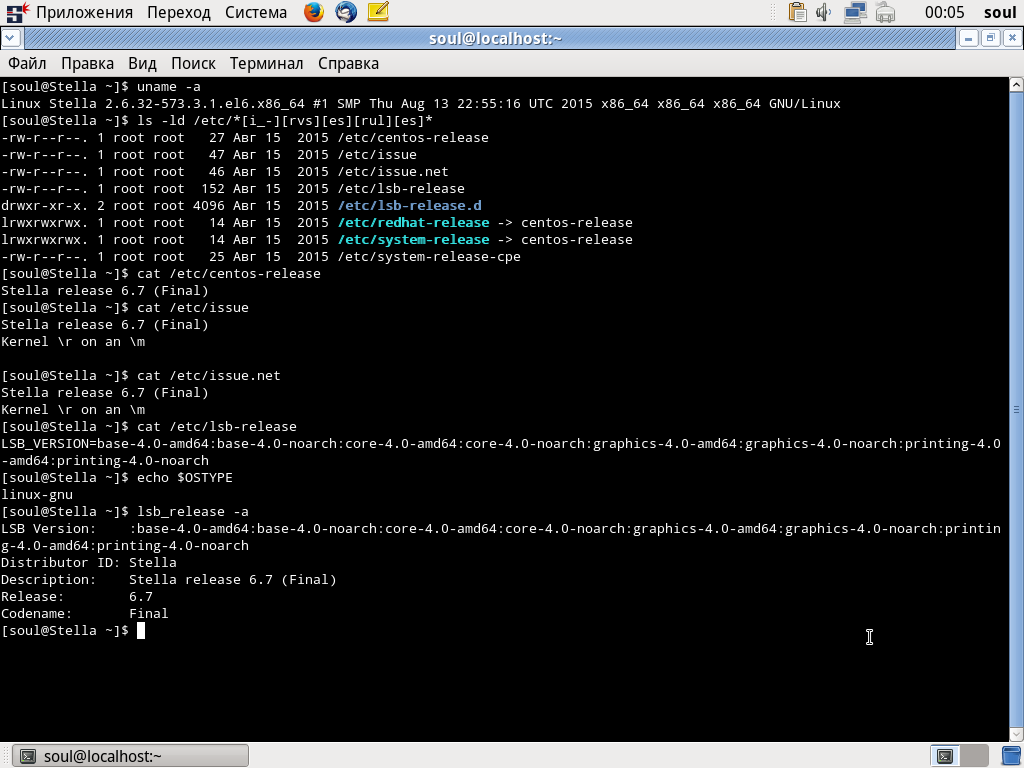 Приложения Переход Система 00:05 soul
soul@localhost:~
Файл Правка Вид Поиск Терминал Справка
[soul@Stella ~]$ uname -a
Linux Stella 2.6.32-573.3.1.el6.x86_64 #1 SMP Thu Aug 13 22:55:16 UTC 2015 x86_64 x86_64 x86_64 GNU/Linux
[soul@Stella ~]$ ls -ld /etc/*[i_-][rvs][es][rul][es]*
-rw-r--r--. 1 root root   27 Авг 15  2015 /etc/centos-release
-rw-r--r--. 1 root root   47 Авг 15  2015 /etc/issue
-rw-r--r--. 1 root root   46 Авг 15  2015 /etc/issue.net
-rw-r--r--. 1 root root  152 Авг 15  2015 /etc/lsb-release
drwxr-xr-x. 2 root root 4096 Авг 15  2015 /etc/lsb-release.d
lrwxrwxrwx. 1 root root   14 Авг 15  2015 /etc/redhat-release -> centos-release
lrwxrwxrwx. 1 root root   14 Авг 15  2015 /etc/system-release -> centos-release
-rw-r--r--. 1 root root   25 Авг 15  2015 /etc/system-release-cpe
[soul@Stella ~]$ cat /etc/centos-release
Stella release 6.7 (Final)
[soul@Stella ~]$ cat /etc/issue
Stella release 6.7 (Final)
Kernel \r on an \m
[soul@Stella ~]$ cat /etc/issue.net
Stella release 6.7 (Final)
Kernel \r on an \m
[soul@Stella ~]$ cat /etc/lsb-release
LSB_VERSION=base-4.0-amd64:base-4.0-noarch:core-4.0-amd64:core-4.0-noarch:graphics-4.0-amd64:graphics-4.0-noarch:printing-4.0
-amd64:printing-4.0-noarch
[soul@Stella ~]$ echo $OSTYPE
linux-gnu
[soul@Stella ~]$ lsb_release -a
LSB Version:    :base-4.0-amd64:base-4.0-noarch:core-4.0-amd64:core-4.0-noarch:graphics-4.0-amd64:graphics-4.0-noarch:printin
g-4.0-amd64:printing-4.0-noarch
Distributor ID: Stella
Description:    Stella release 6.7 (Final)
Release:        6.7
Codename:       Final
[soul@Stella ~]$
soul@localhost:~